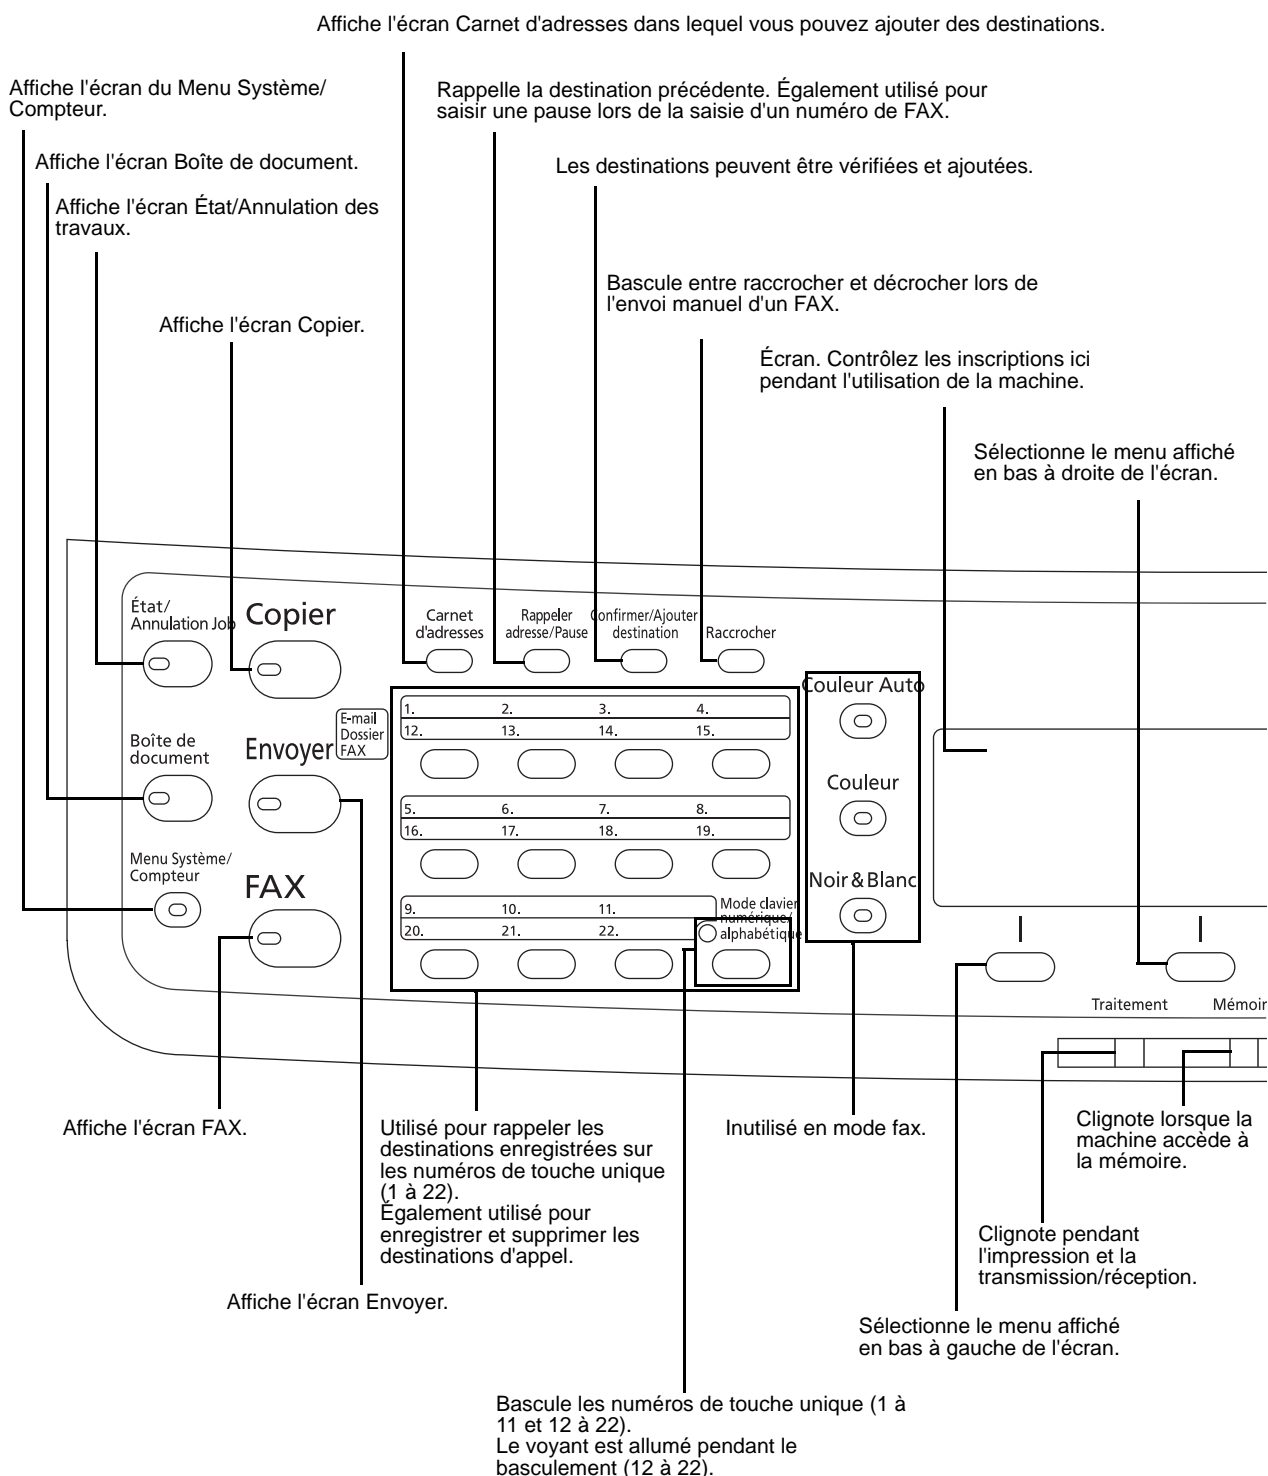 Affiche l'écran Carnet d'adresses dans lequel vous pouvez ajouter des destinations.
Affiche l'écran du Menu Système/
Compteur.
Rappelle la destination précédente. Également utilisé pour
saisir une pause lors de la saisie d'un numéro de FAX.
Affiche l'écran Boîte de document.
Les destinations peuvent être vérifiées et ajoutées.
Affiche l'écran État/Annulation des
travaux.
Bascule entre raccrocher et décrocher lors de
l'envoi manuel d'un FAX.
Affiche l'écran Copier.
Écran. Contrôlez les inscriptions ici
pendant l'utilisation de la machine.
Sélectionne le menu affiché
en bas à droite de l'écran.
État/
Annulation Job
Copier
Carnet
d'adresses
Rappeler
adresse/Pause
Confirmer/Ajouter
destination
Raccrocher
Couleur Auto
1. 2. 3. 4.
12. 13. 14. 15.
E-mail
Dossier
FAX
Boîte de
document
Envoyer
Couleur
5. 6. 7. 8.
16. 17. 18. 19.
Menu Système/
Compteur
FAX
Noir & Blanc
9. 10. 11.
20. 21. 22.
Mode clavier
numérique/
alphabétique
Traitement
Mémoir
Affiche l'écran FAX.
Utilisé pour rappeler les
destinations enregistrées sur
les numéros de touche unique
(1 à 22).
Également utilisé pour
enregistrer et supprimer les
destinations d'appel.
Inutilisé en mode fax.
Clignote lorsque la
machine accède à
la mémoire.
Clignote pendant
l'impression et la
transmission/réception.
Affiche l'écran Envoyer.
Sélectionne le menu affiché
en bas à gauche de l'écran.
Bascule les numéros de touche unique (1 à
11 et 12 à 22).
Le voyant est allumé pendant le
basculement (12 à 22).